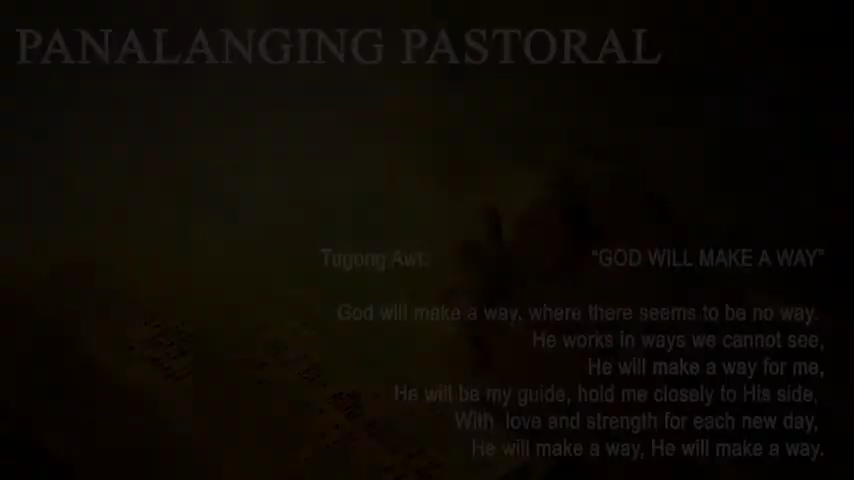 PANALANGING PASTORAL
Tugong Awit: "GOD WILL MAKE A WAY"
God will make a way, where there seems to be no way.
He works in ways we cannot see,
He will make a way for me,
He will be my guide, hold me closely to His side,
With love and strength for each new day,
He will make a way, He will make a way.